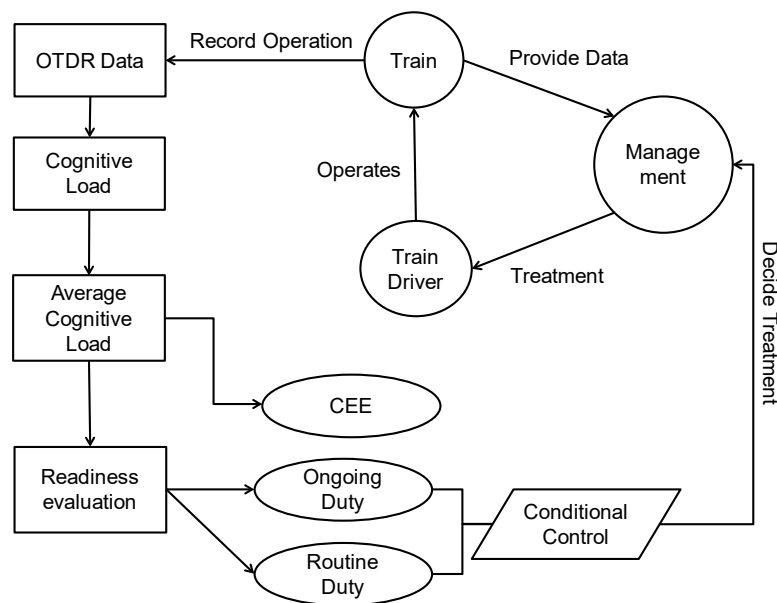 Record Operation
OTDR Data
Train
Provide Data
Cognitive
Load
Manage
ment
Operates
Train
Driver
Treatment
Decide Treatment
Average
Cognitive
Load
CEE
Readiness
evaluation
Ongoing
Duty
Routine
Duty
Conditional
Control